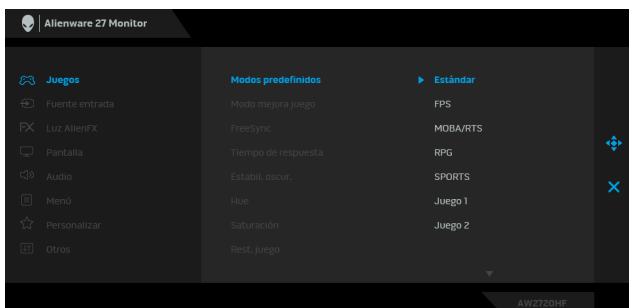 Alienware 27 Monitor
Juegos
Fuente entrada
Luz AlienFX
Pantalla
Audio
Menú
Personalizar
Otros
Modos predefinidos
Modo mejora juego
FreeSync
Tiempo de respuesta
Estabil. oscur.
Hue
Saturación
Rest. juego
Estándar
FPS
MOBA/RTS
RPG
SPORTS
Juego 1
Juego 2
AW2720HF